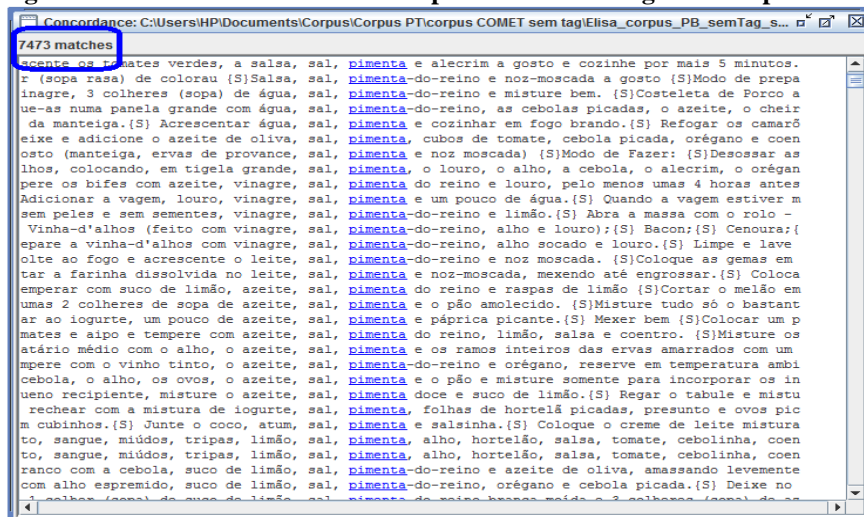 Concordance: C:\Users\HP\Documents\Corpus\Corpus PT\corpus COMET sem tag\Elisa_corpus_PB_semTag_s...
7473 matches
scente os tomates verdes, a salsa, sal, pimenta e alecrim a gosto e cozinhe por mais 5 minutos.
r (sopa rasa) de colorau {S}Salsa, sal, pimenta-do-reino e noz-moscada a gosto {S}Modo de prepa
inagre, 3 colheres (sopa) de água, sal, pimenta-do-reino e misture bem. {S}Costeleta de Porco a
ue-as numa panela grande com água, sal, pimenta-do-reino, as cebolas picadas, o azeite, o cheir
da manteiga.{S} Acrescentar água, sal, pimenta e cozinhar em fogo brando.{S} Refogar os camarõ
eixe e adicione o azeite de oliva, sal, pimenta, cubos de tomate, cebola picada, orégano e coen
osto (manteiga, ervas de provance, sal, pimenta e noz moscada) {S}Modo de Fazer: {S}Desossar as
lhos, colocando, em tigela grande, sal, pimenta, o louro, o alho, a cebola, o alecrim, o orégan
pere os bifes com azeite, vinagre, sal, pimenta do reino e louro, pelo menos umas 4 horas antes
Adicionar a vagem, louro, vinagre, sal, pimenta e um pouco de água.{S} Quando a vagem estiver m
sem peles e sem sementes, vinagre, sal, pimenta-do-reino e limão.{S} Abra a massa com o rolo -
Vinha-d'alhos (feito com vinagre, sal, pimenta-do-reino, alho e louro);{S} Bacon;{S} Cenoura;{
epare a vinha-d'alhos com vinagre, sal, pimenta-do-reino, alho socado e louro.{S} Limpe e lave
olte ao fogo e acrescente o leite, sal, pimenta-do-reino e noz moscada. {S}Coloque as gemas em
tar a farinha dissolvida no leite, sal, pimenta e noz-moscada, mexendo até engrossar.{S} Coloca
emperar com suco de limão, azeite, sal, pimenta do reino e raspas de limão {S}Cortar o melão em
umas 2 colheres de sopa de azeite, sal, pimenta e o pão amolecido. {S}Misture tudo só o bastant
ar ao iogurte, um pouco de azeite, sal, pimenta e páprica picante.{S} Mexer bem {S}Colocar um p
mates e aipo e tempere com azeite, sal, pimenta do reino, limão, salsa e coentro. {S}Misture os
atário médio com o alho, o azeite, sal, pimenta e os ramos inteiros das ervas amarrados com um
mpere com o vinho tinto, o azeite, sal, pimenta-do-reino e orégano, reserve em temperatura ambi
cebola, o alho, os ovos, o azeite, sal, pimenta e o pão e misture somente para incorporar os in
ueno recipiente, misture o azeite, sal, pimenta doce e suco de limão.{S} Regar o tabule e mistu
rechear com a mistura de iogurte, sal, pimenta, folhas de hortelã picadas, presunto e ovos pic
m cubinhos.{S} Junte o coco, atum, sal, pimenta e salsinha.{S} Coloque o creme de leite mistura
to, sangue, miúdos, tripas, limão, sal, pimenta, alho, hortelão, salsa, tomate, cebolinha, coen
to, sangue, miúdos, tripas, limão, sal, pimenta, alho, hortelão, salsa, tomate, cebolinha, coen
ranco com a cebola, suco de limão, sal, pimenta-do-reino e azeite de oliva, amassando levemente
com alho espremido, suco de limão, sal, pimenta-do-reino, orégano e cebola picada.{S} Deixe no
1 colher (sopa) de suco de limão, sal, pimenta do reino branca moída e 3 colheres (sopa) de